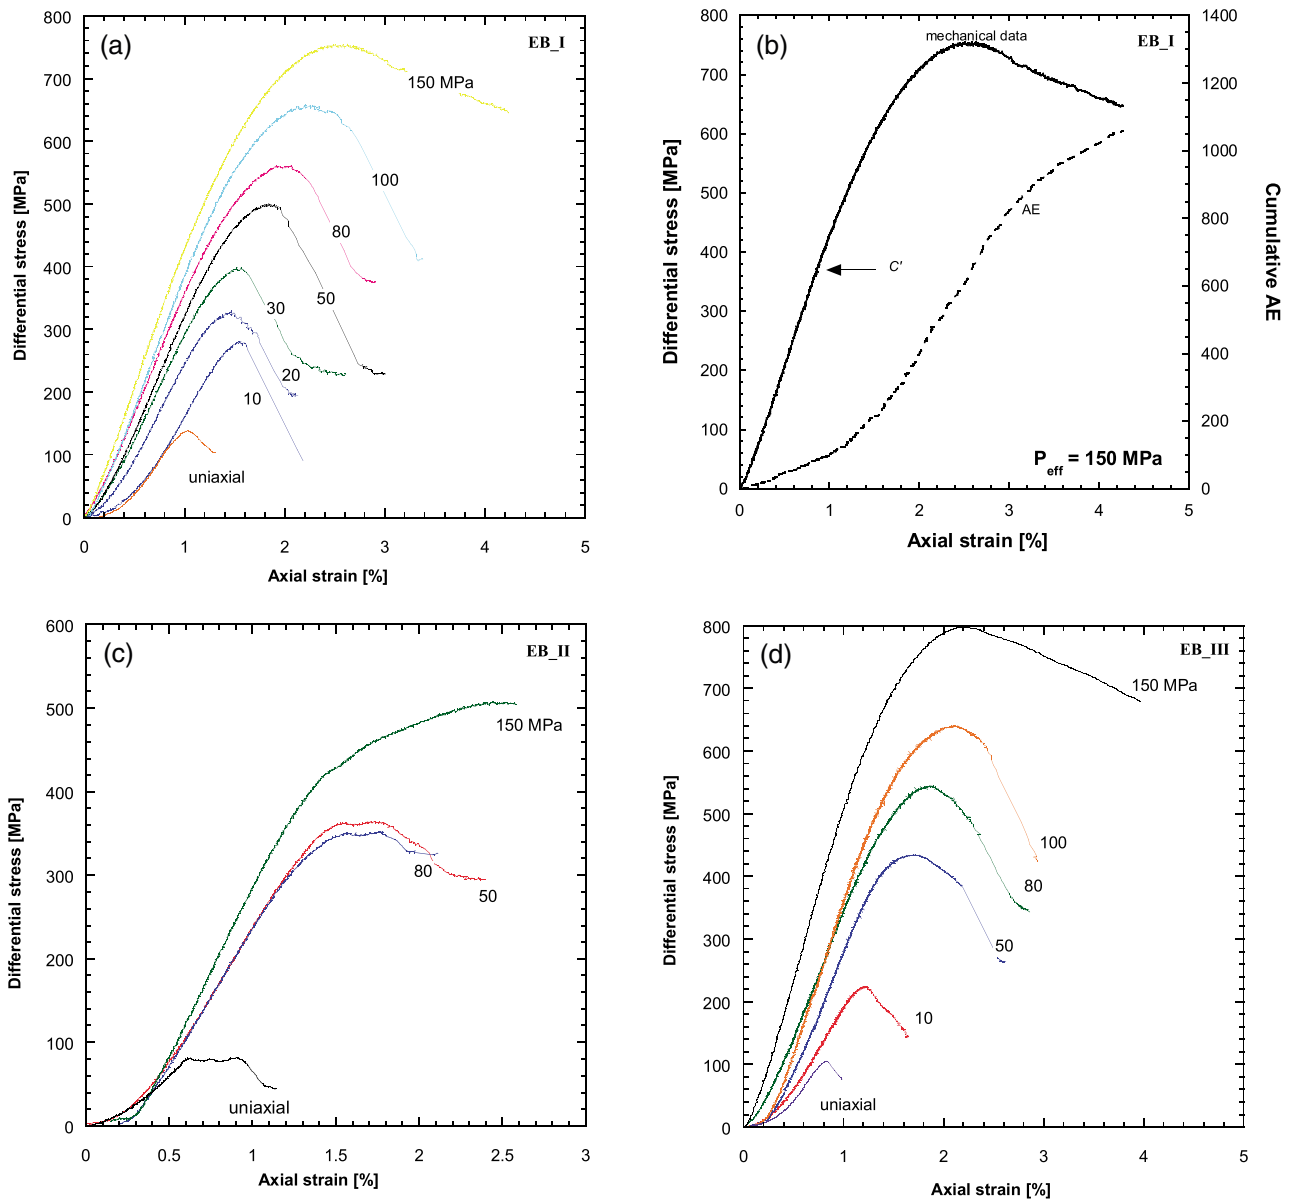 (a)
EB_I
800
700
600
500
400
300
200
100
0
Differential stress [MPa]
150 MPa
100
80
50
30
20
10
uniaxial
0 1 2 3 4 5
Axial strain [%]
(b)
mechanical data
EB_I
800
700
600
500
400
300
200
100
0
Differential stress [MPa]
C'
AE
P_eff = 150 MPa
1400
1200
1000
800
600
400
200
0
Cumulative AE
0 1 2 3 4 5
Axial strain [%]
(c)
EB_II
600
500
400
300
200
100
0
Differential stress [MPa]
150 MPa
80
50
uniaxial
0 0.5 1 1.5 2 2.5 3
Axial strain [%]
(d)
EB_III
800
700
600
500
400
300
200
100
0
Differential stress [MPa]
150 MPa
100
80
50
10
uniaxial
0 1 2 3 4 5
Axial strain [%]